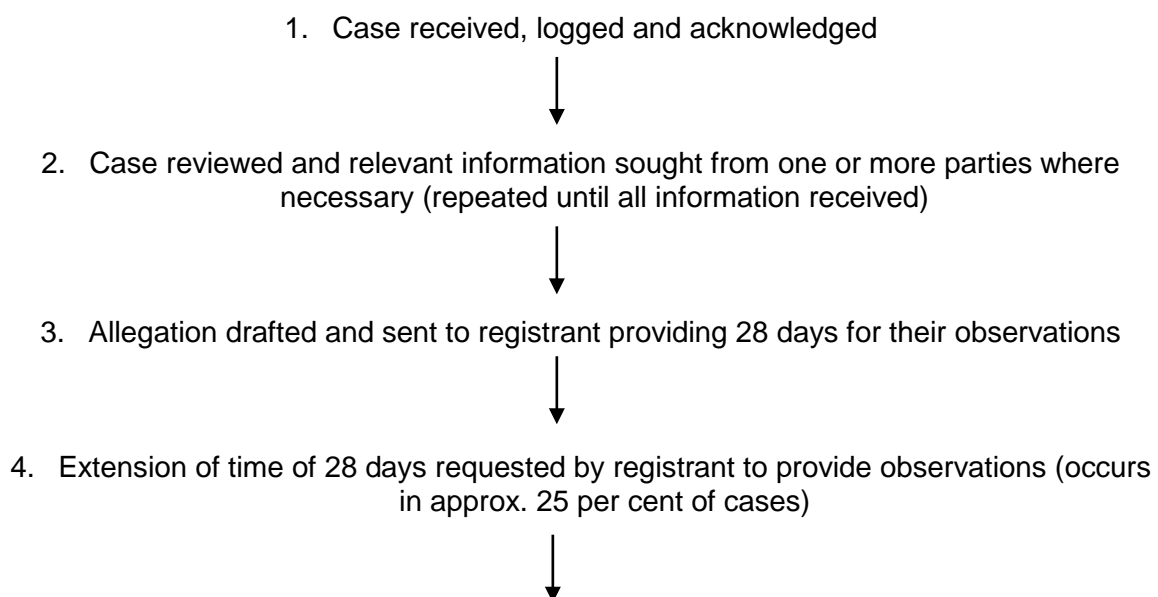 1. Case received, logged and acknowledged
2. Case reviewed and relevant information sought from one or more parties where
necessary (repeated until all information received)
3. Allegation drafted and sent to registrant providing 28 days for their observations
4. Extension of time of 28 days requested by registrant to provide observations (occurs
in approx. 25 per cent of cases)